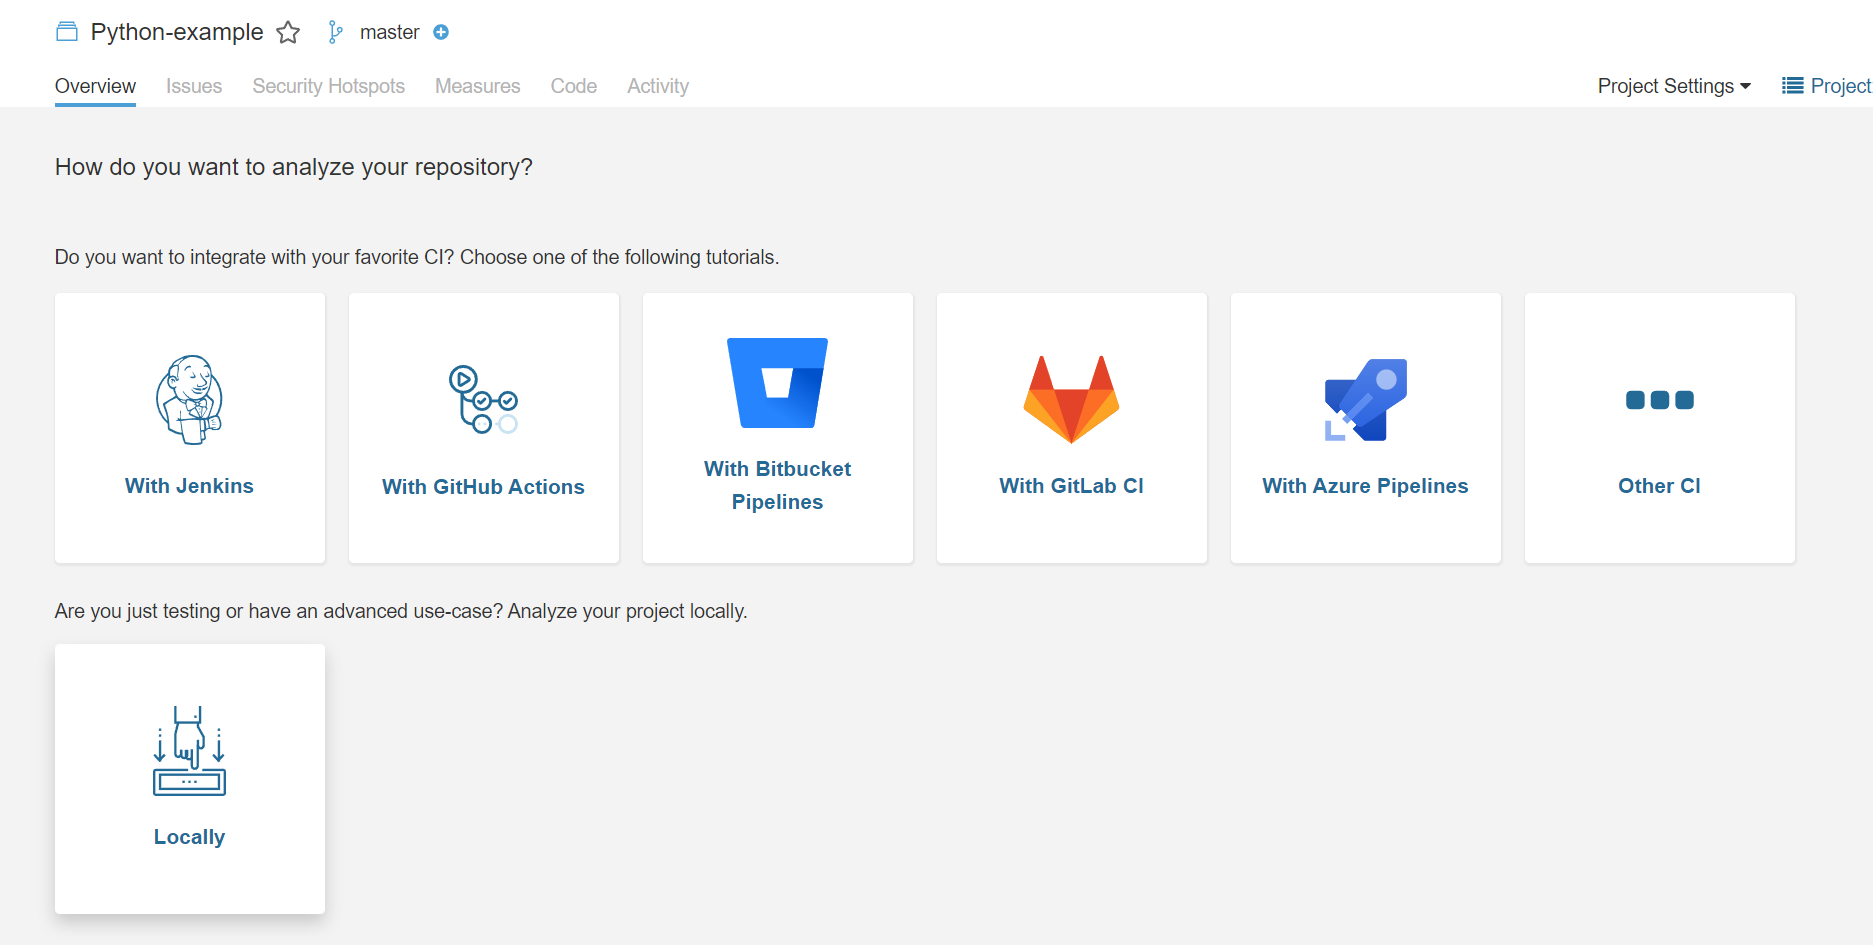 Python-example master
Overview Issues Security Hotspots Measures Code Activity Project Settings Project
How do you want to analyze your repository?
Do you want to integrate with your favorite CI? Choose one of the following tutorials.
With Jenkins
With GitHub Actions
With Bitbucket
Pipelines
With GitLab CI
With Azure Pipelines
Other CI
Are you just testing or have an advanced use-case? Analyze your project locally.
Locally